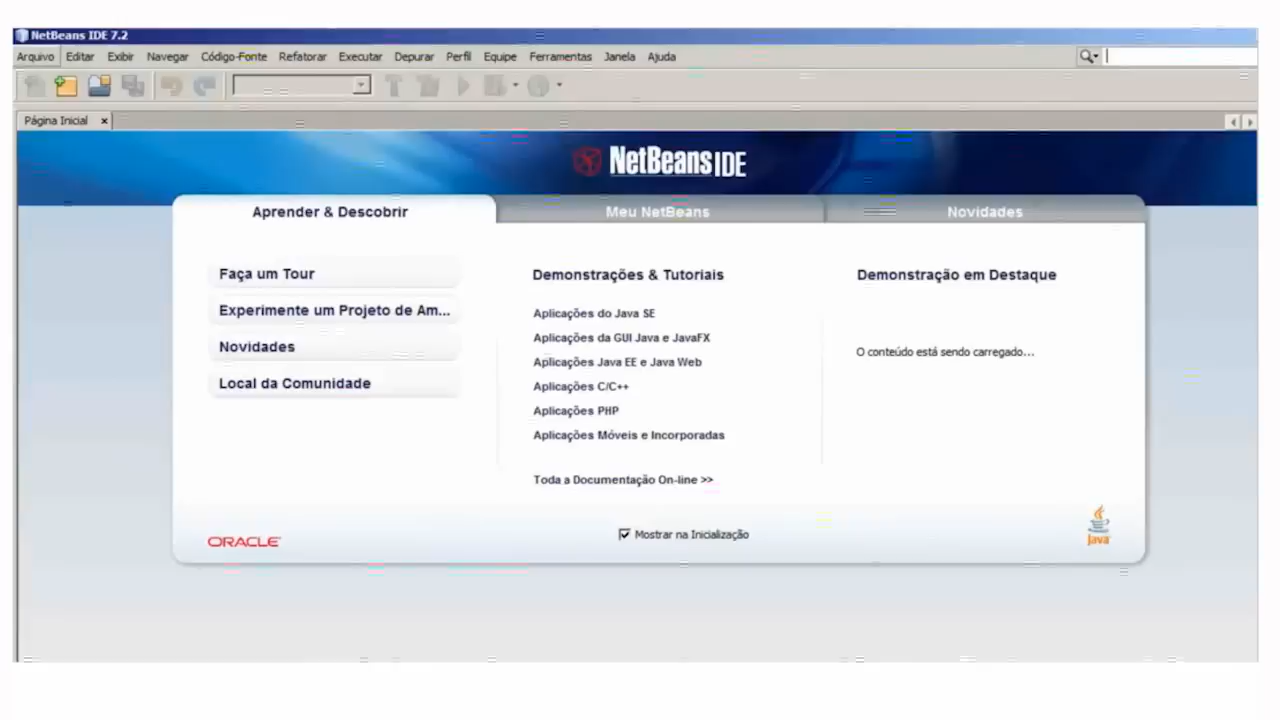 NetBeans IDE 7.2
Arquivo Editar Exibir Navegar Código-Fonte Refatorar Executar Depurar Perfil Equipe Ferramentas Janela Ajuda
Página Inicial
NetBeans IDE
Aprender & Descobrir Meu NetBeans Novidades
Faça um Tour
Experimente um Projeto de Am...
Novidades
Local da Comunidade
Demonstrações & Tutoriais
Aplicações do Java SE
Aplicações da GUI Java e JavaFX
Aplicações Java EE e Java Web
Aplicações C/C++
Aplicações PHP
Aplicações Móveis e Incorporadas
Toda a Documentação On-line >>
Demonstração em Destaque
O conteúdo está sendo carregado...
ORACLE
Mostrar na Inicialização
Java